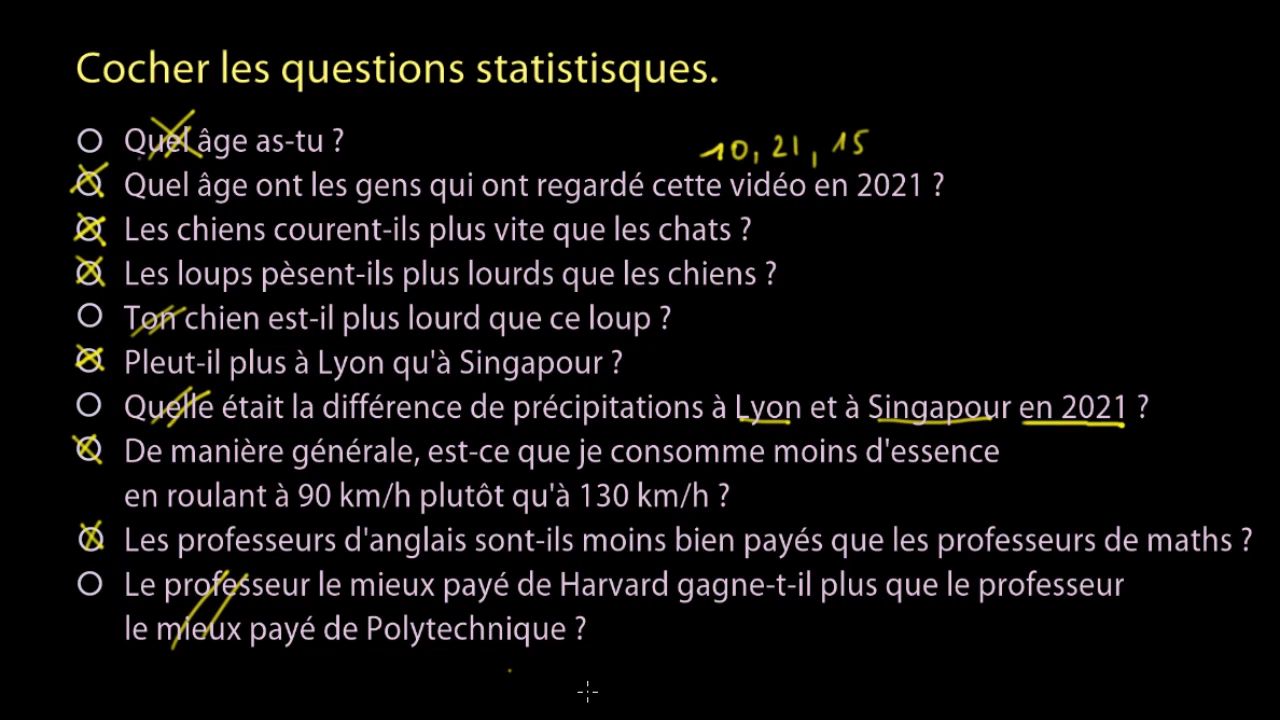 Cocher les questions statistisques.
Quel âge as-tu ?
10, 21, 15
Quel âge ont les gens qui ont regardé cette vidéo en 2021 ?
Les chiens courent-ils plus vite que les chats ?
Les loups pèsent-ils plus lourds que les chiens ?
Ton chien est-il plus lourd que ce loup ?
Pleut-il plus à Lyon qu'à Singapour ?
Quelle était la différence de précipitations à Lyon et à Singapour en 2021 ?
De manière générale, est-ce que je consomme moins d'essence
en roulant à 90 km/h plutôt qu'à 130 km/h ?
Les professeurs d'anglais sont-ils moins bien payés que les professeurs de maths ?
Le professeur le mieux payé de Harvard gagne-t-il plus que le professeur
le mieux payé de Polytechnique ?